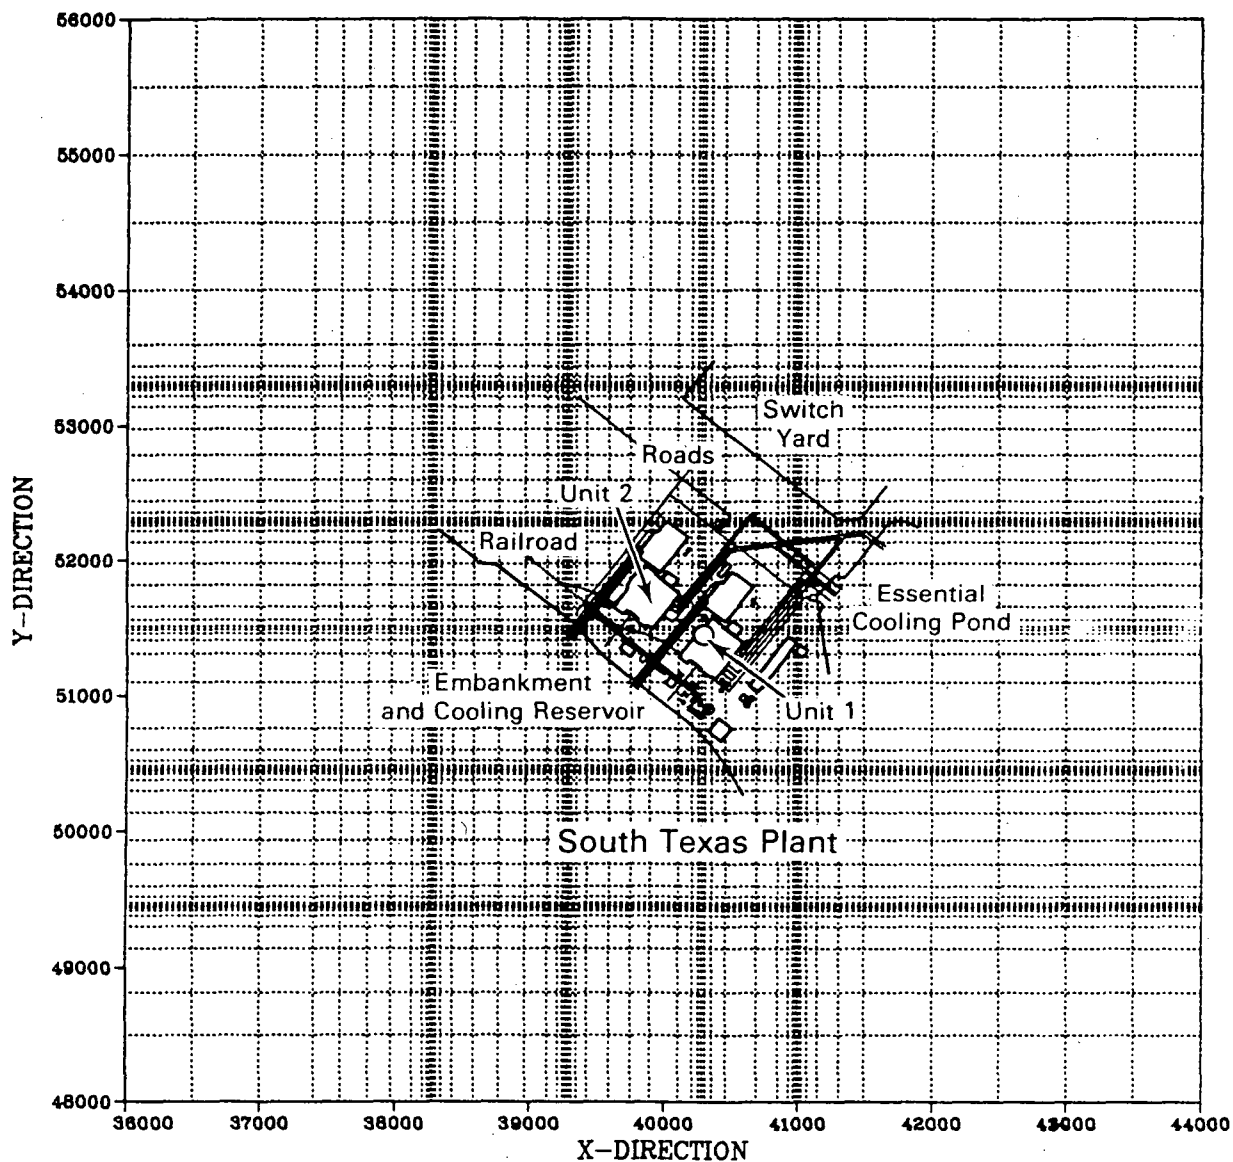 56000
55000
54000
53000
52000
51000
50000
49000
48000
Y-DIRECTION
Switch
Yard
Roads
Unit 2
Railroad
Essential
Cooling Pond
Embankment
and Cooling Reservoir
Unit 1
South Texas Plant
36000 37000 38000 39000 40000 41000 42000 43000 44000
X-DIRECTION